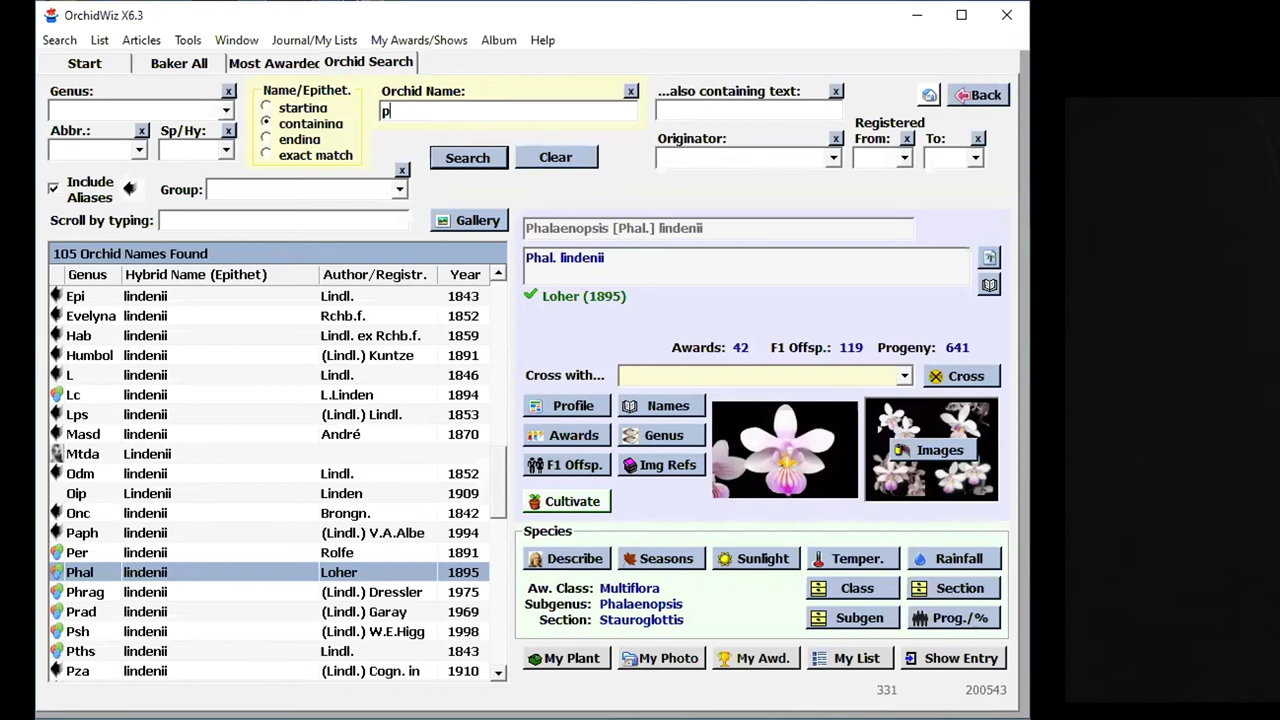 OrchidWiz X6.3
Search List Articles Tools Window Journal/My Lists My Awards/Shows Album Help
Start Baker All Most Awarded Orchid Search
Genus: x
Name/Epithet.
Orchid Name: x
...also containing text: x
Back
starting
p
containing
Abbr.: x Sp/Hy: x
ending
exact match
Originator: x
Registered
From: x To: x
Search Clear
Include
Aliases
Group: x
Scroll by typing:
Gallery
105 Orchid Names Found
Genus Hybrid Name (Epithet) Author/Registr. Year
Epi lindenii Lindl. 1843
Evelyna lindenii Rchb.f. 1852
Hab lindenii Lindl. ex Rchb.f. 1859
Humbol lindenii (Lindl.) Kuntze 1891
L lindenii Lindl. 1846
Lc lindenii L.Linden 1894
Lps lindenii (Lindl.) Lindl. 1853
Masd lindenii André 1870
Mtda Lindenii
Odm lindenii Lindl. 1852
Oip Lindenii Linden 1909
Onc lindenii Brongn. 1842
Paph lindenii (Lindl.) V.A.Albe 1994
Per lindenii Rolfe 1891
Phal lindenii Loher 1895
Phrag lindenii (Lindl.) Dressler 1975
Prad lindenii (Lindl.) Garay 1969
Psh lindenii (Lindl.) W.E.Higg 1998
Pths lindenii Lindl. 1843
Pza lindenii (Lindl.) Cogn. in 1910
Phalaenopsis [Phal.] lindenii
Phal. lindenii
Loher (1895)
Awards: 42 F1 Offsp.: 119 Progeny: 641
Cross with... Cross
Profile Names
Awards Genus
F1 Offsp. Img Refs
Images
Cultivate
Species
Describe Seasons Sunlight Temper. Rainfall
Aw. Class: Multiflora
Subgenus: Phalaenopsis
Section: Stauroglottis
Class Section
Subgen Prog./%
My Plant My Photo My Awd. My List Show Entry
331 200543